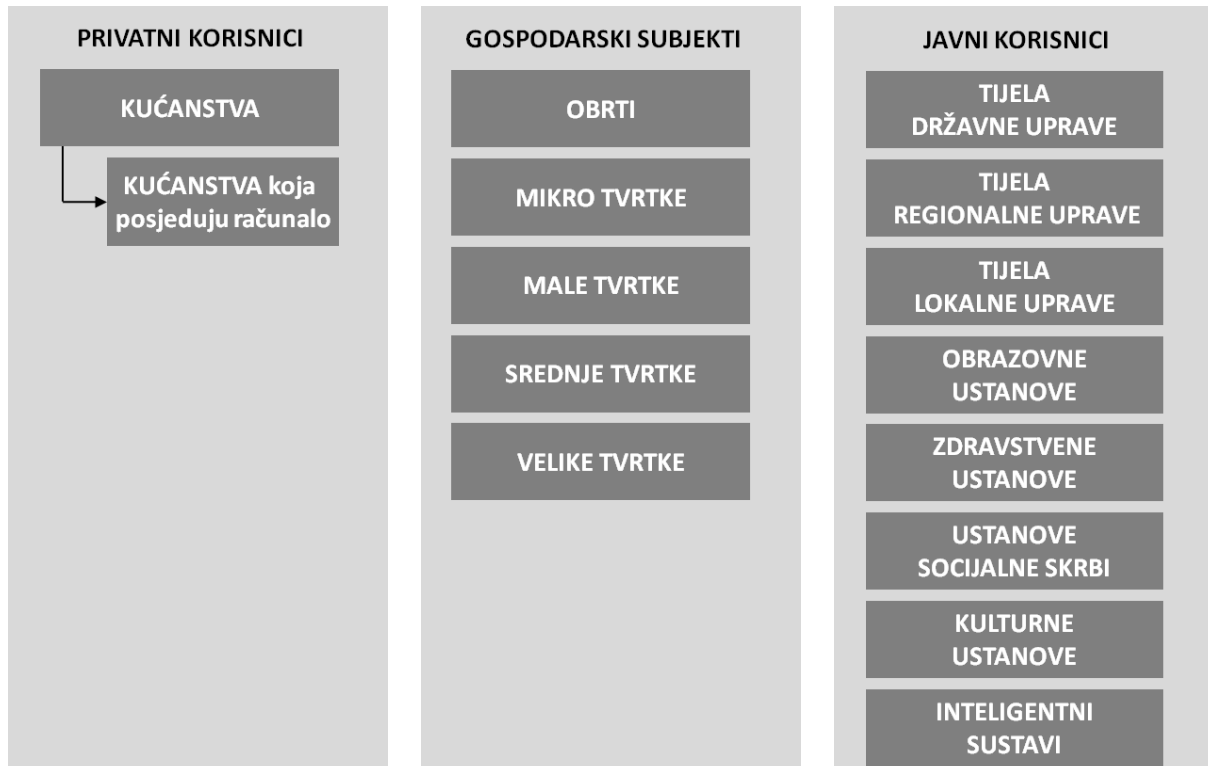 PRIVATNI KORISNICI
KUĆANSTVA
KUĆANSTVA koja
posjeduju računalo
GOSPODARSKI SUBJEKTI
OBRTI
MIKRO TVRTKE
MALE TVRTKE
SREDNJE TVRTKE
VELIKE TVRTKE
JAVNI KORISNICI
TIJELA
DRŽAVNE UPRAVE
TIJELA
REGIONALNE UPRAVE
TIJELA
LOKALNE UPRAVE
OBRAZOVNE
USTANOVE
ZDRAVSTVENE
USTANOVE
USTANOVE
SOCIJALNE SKRBI
KULTURNE
USTANOVE
INTELIGENTNI
SUSTAVI